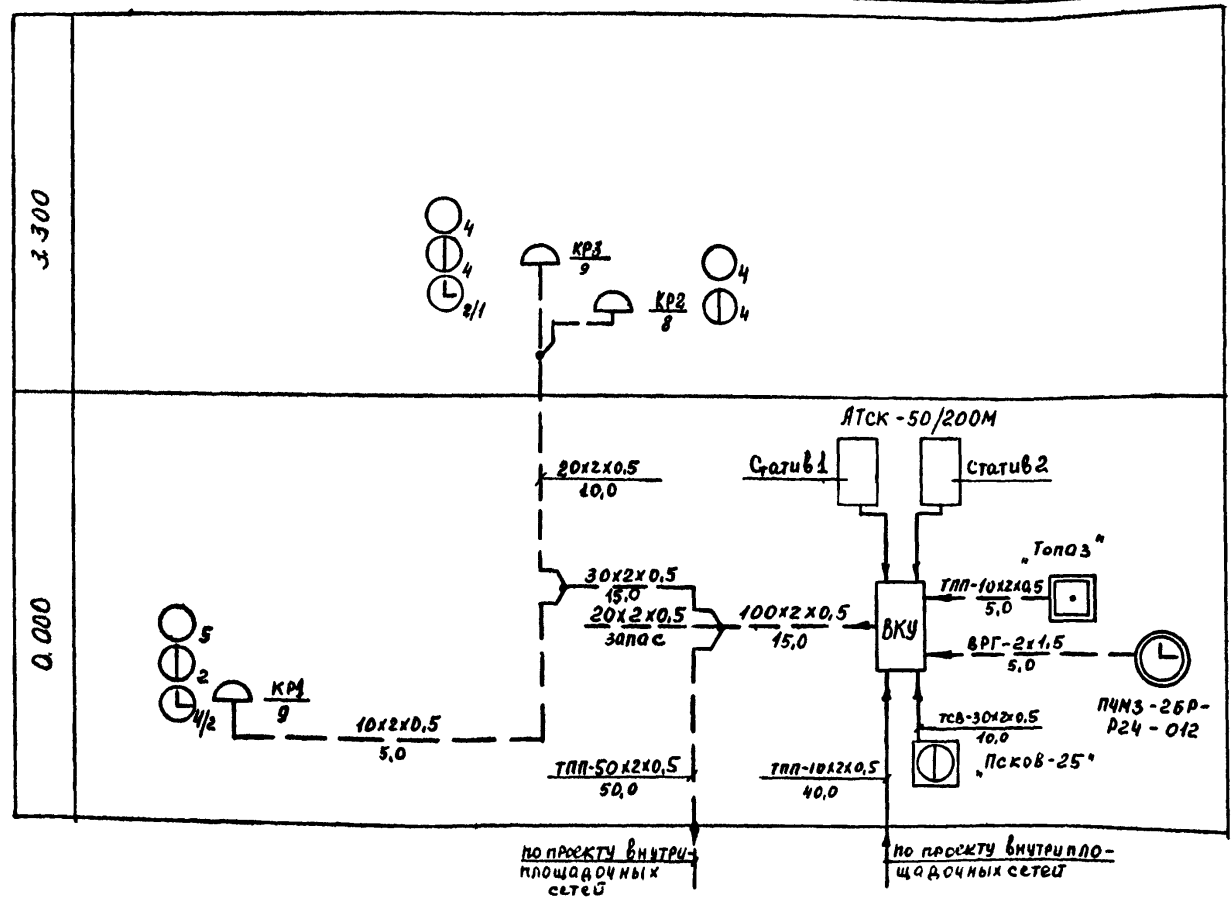 3.300
4
4
2/1
КР3
9
КР2
8
4
4
0.000
АТСК-50/200М
Статив1
Статив2
20х2х0,5
10,0
„Топаз"
30х2х0,5
15,0
20х2х0,5
запас
100х2х0,5
15,0
ВКУ
ТПП-10х2х0,5
5,0
ВРГ-2х1,5
5,0
ПЧМ3-2БР-
Р24-012
5
2
4/2
КР1
9
10х2х0,5
5,0
ТПП-50х2х0,5
50,0
ТПП-10х2х0,5
40,0
ТСВ-30х2х0,5
10,0
„Псков-25"
по проекту внутри-
площадочных
сетей
по проекту внутрипло-
щадочных сетей